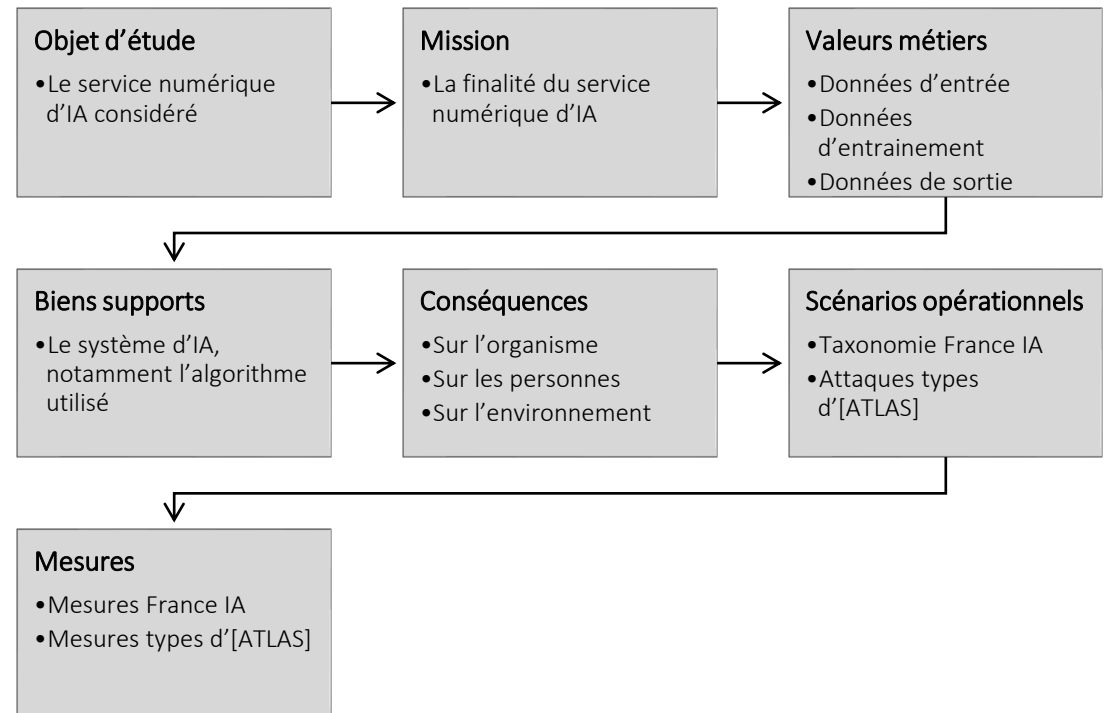 Objet d’étude
•Le service numérique
d’IA considéré
Mission
•La finalité du service
numérique d’IA
Valeurs métiers
•Données d’entrée
•Données
d’entrainement
•Données de sortie
Biens supports
•Le système d’IA,
notamment l’algorithme
utilisé
Conséquences
•Sur l’organisme
•Sur les personnes
•Sur l’environnement
Scénarios opérationnels
•Taxonomie France IA
•Attaques types
d’[ATLAS]
Mesures
•Mesures France IA
•Mesures types d’[ATLAS]